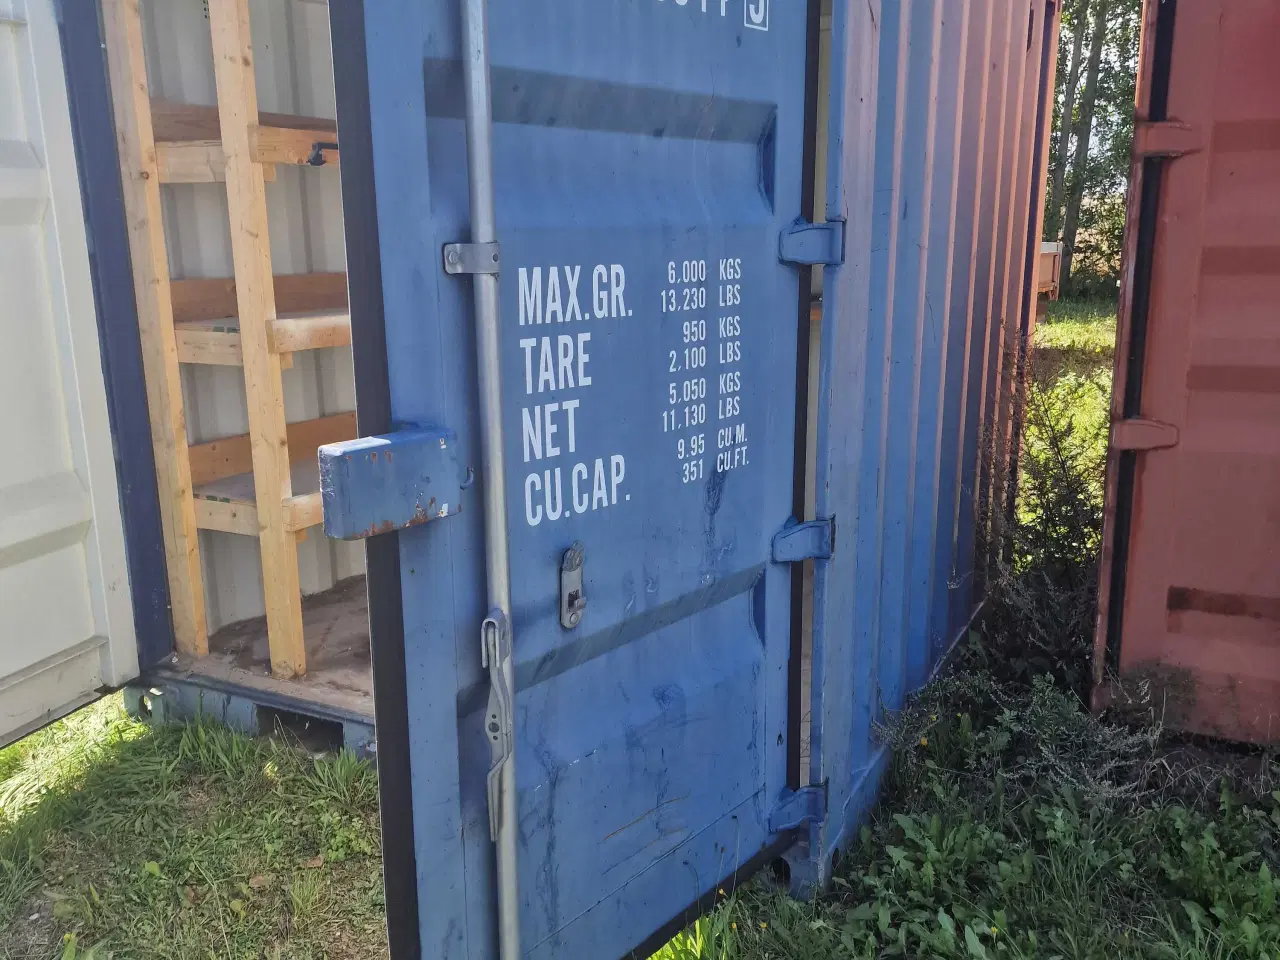 MAX.GR. 6,000 KGS
13,230 LBS
TARE 950 KGS
2,100 LBS
NET 5,050 KGS
11,130 LBS
CU.CAP. 9.95 CU.M.
351 CU.FT.